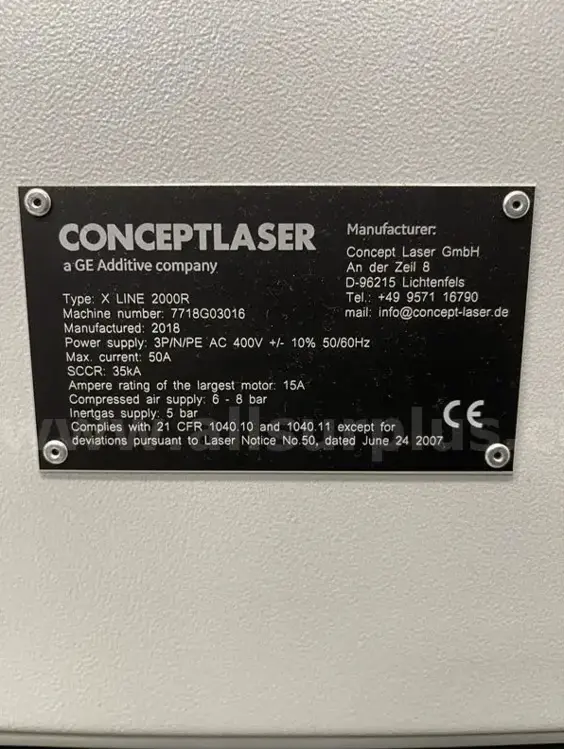 CONCEPTLASER
a GE Additive company
Manufacturer:
Concept Laser GmbH
An der Zeil 8
D-96215 Lichtenfels
Tel.: +49 9571 16790
mail: info@concept-laser.de
Type: X LINE 2000R
Machine number: 7718G03016
Manufactured: 2018
Power supply: 3P/N/PE AC 400V +/- 10% 50/60Hz
Max. current: 50A
SCCR: 35kA
Ampere rating of the largest motor: 15A
Compressed air supply: 6 - 8 bar
Inertgas supply: 5 bar
Complies with 21 CFR 1040.10 and 1040.11 except for
deviations pursuant to Laser Notice No.50, dated June 24 2007
CE
www.allsurplus.